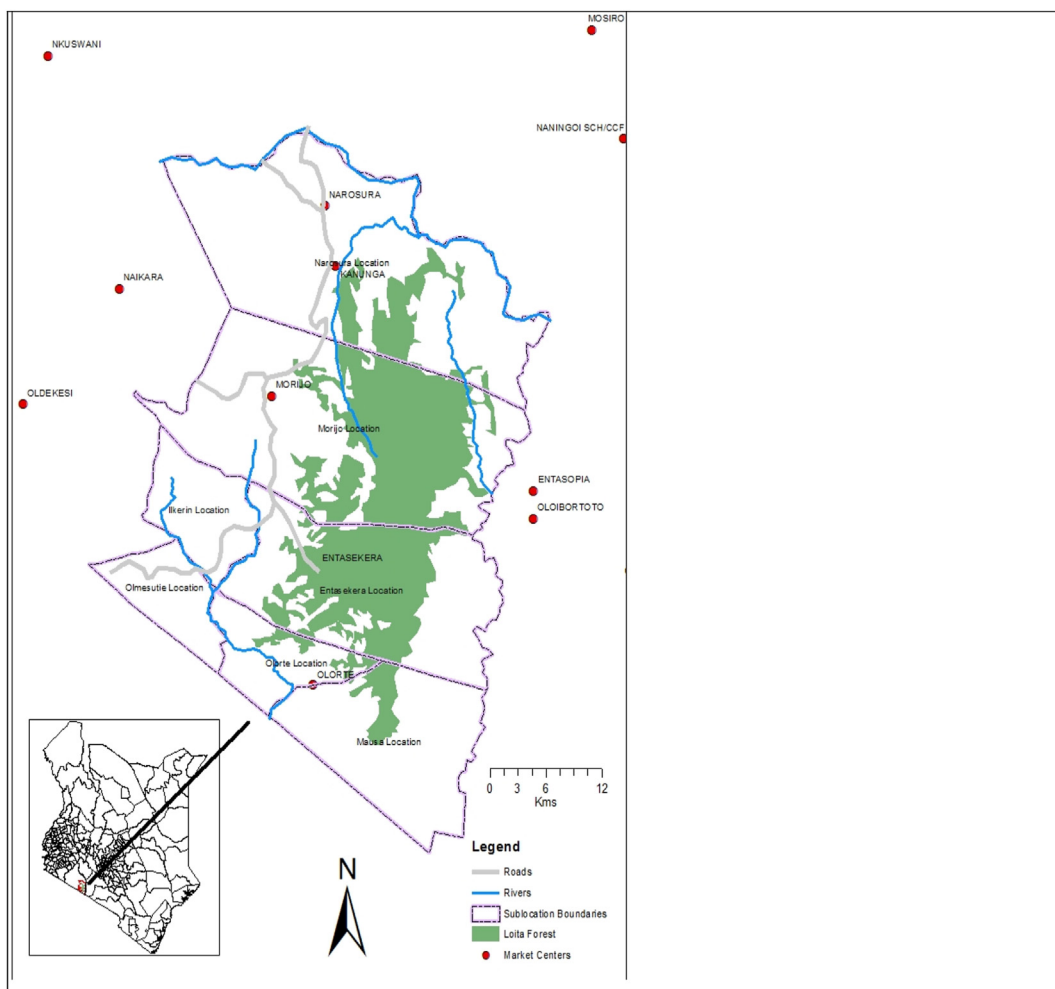 MOSIRO
NKUSWANI
NANINGOI SCH/CCF
NAROSURA
Narosura Location
KANUNGA
NAIKARA
MORIJO
OLDEKESI
Morijo Location
ENTASOPIA
Ilkerin Location
OLOIBORTOTO
ENTASEKERA
Olmesutie Location
Entasekera Location
Olorte Location
OLORTE
Mausa Location
0 3 6 12
Kms
N
Legend
Roads
Rivers
Sublocation Boundaries
Loita Forest
Market Centers